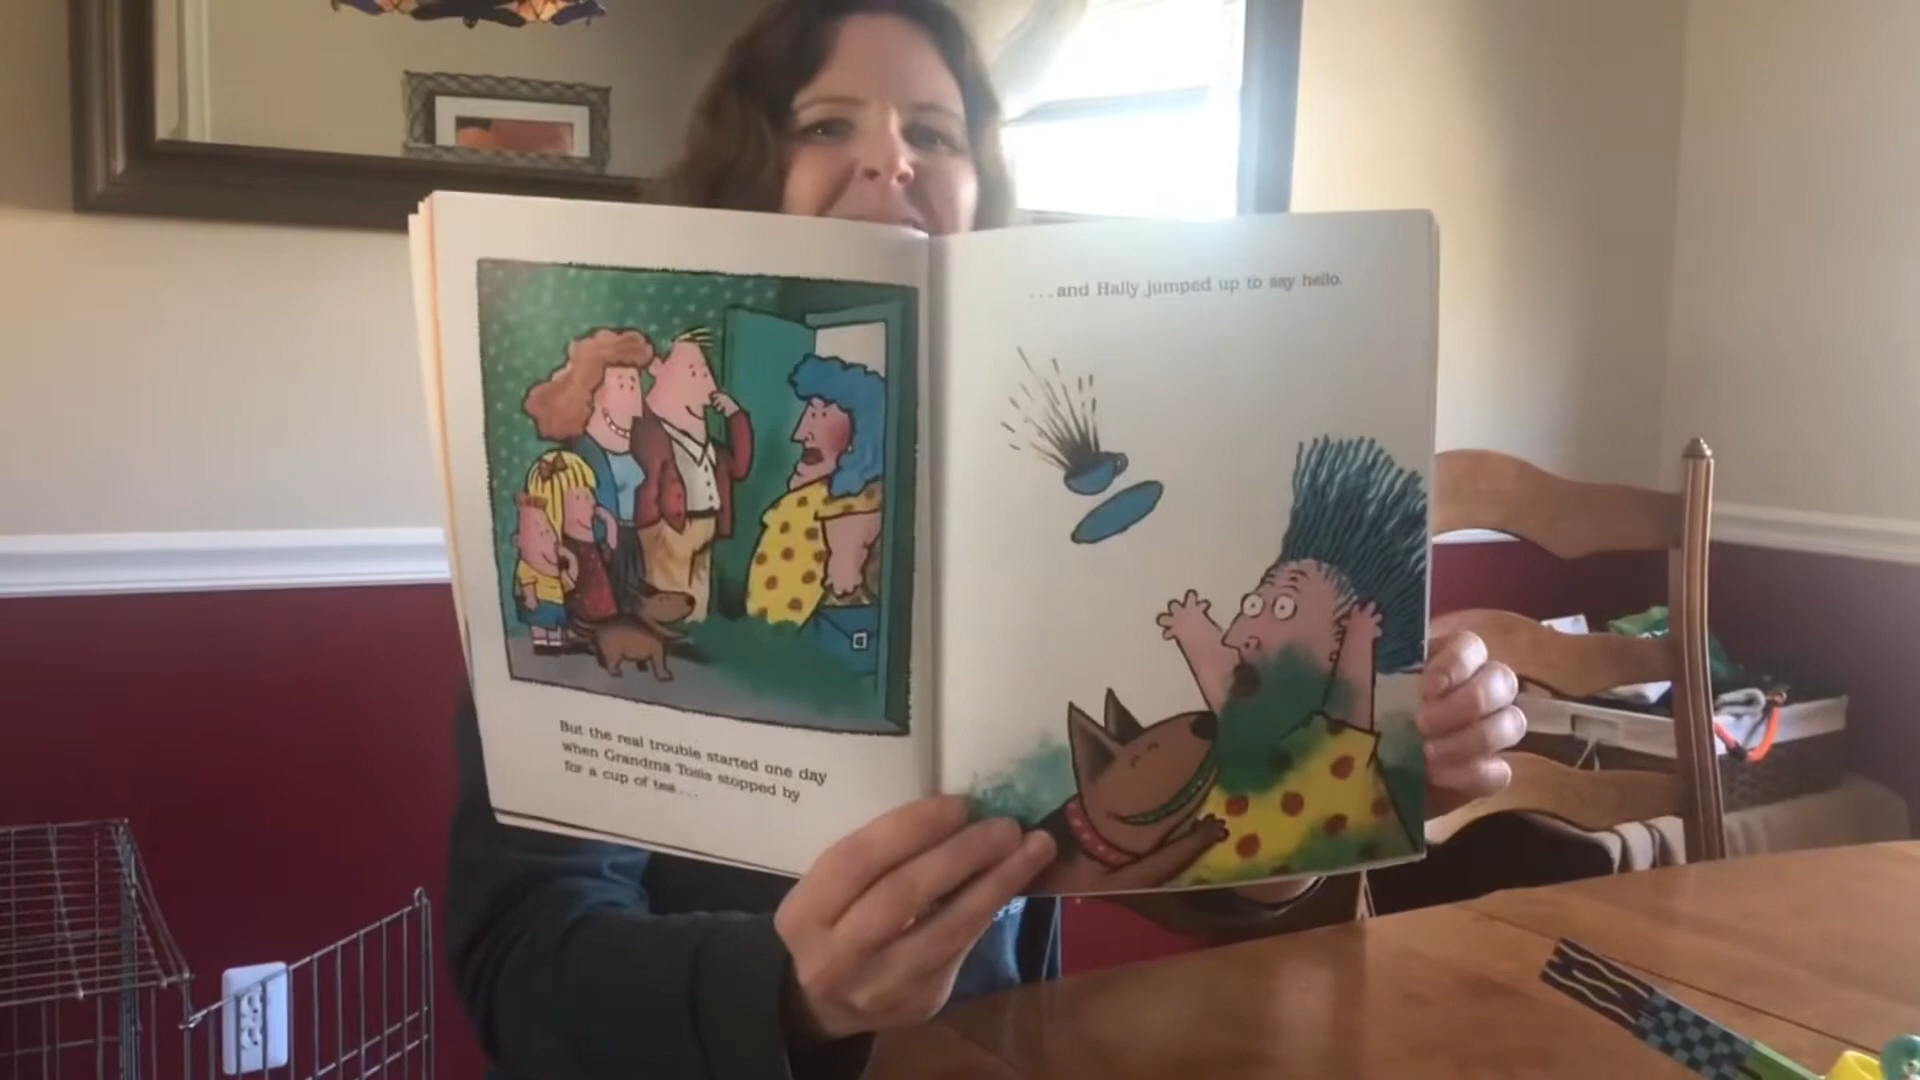 But the real trouble started one day
when Grandma Tosis stopped by
for a cup of tea...
...and Hally jumped up to say hello.